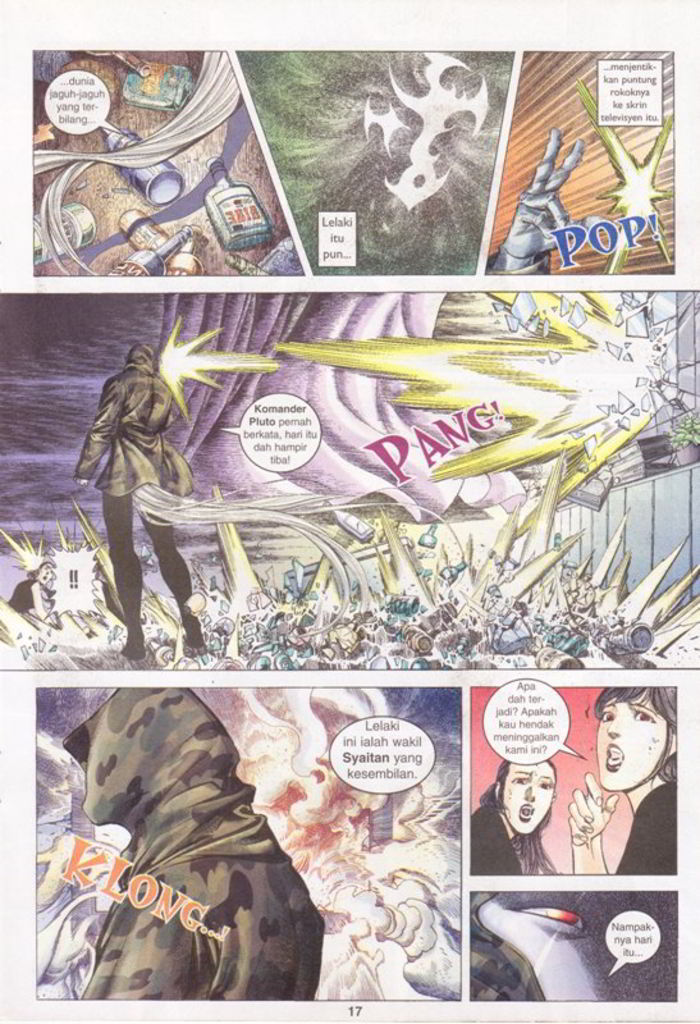 ...dunia
jaguh-jaguh
yang ter-
bilang...
Lelaki
itu
pun...
...menjentik-
kan puntung
rokoknya
ke skrin
televisyen itu.
POP!
Komander
Pluto pernah
berkata, hari itu
dah hampir
tiba!
PANG!
!!
Lelaki
ini ialah wakil
Syaitan yang
kesembilan.
KLONG...!
Apa
dah ter-
jadi? Apakah
kau hendak
meninggalkan
kami ini?
Nampak-
nya hari
itu...
17